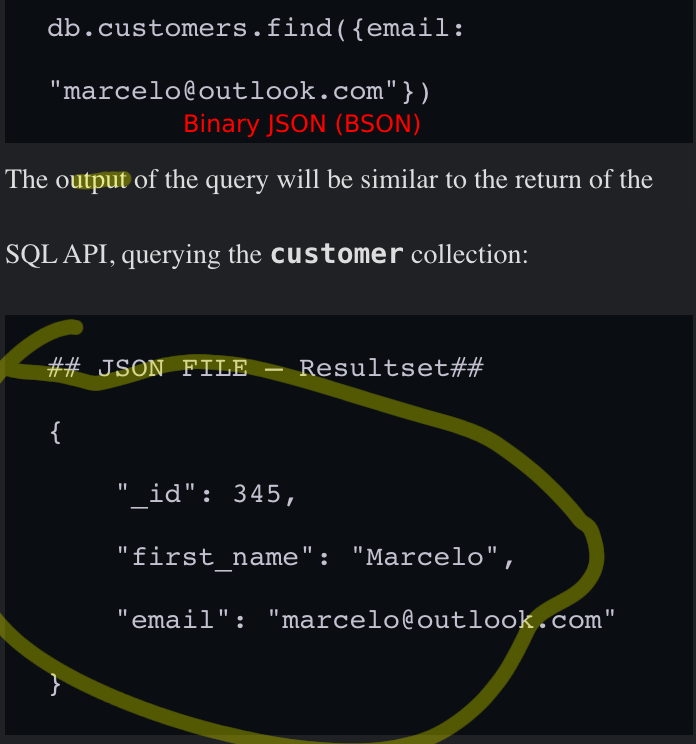 db.customers.find({email:
"marcelo@outlook.com"})
Binary JSON (BSON)
The output of the query will be similar to the return of the
SQL API, querying the customer collection:
## JSON FILE – Resultset##
{
"_id": 345,
"first_name": "Marcelo",
"email": "marcelo@outlook.com"
}